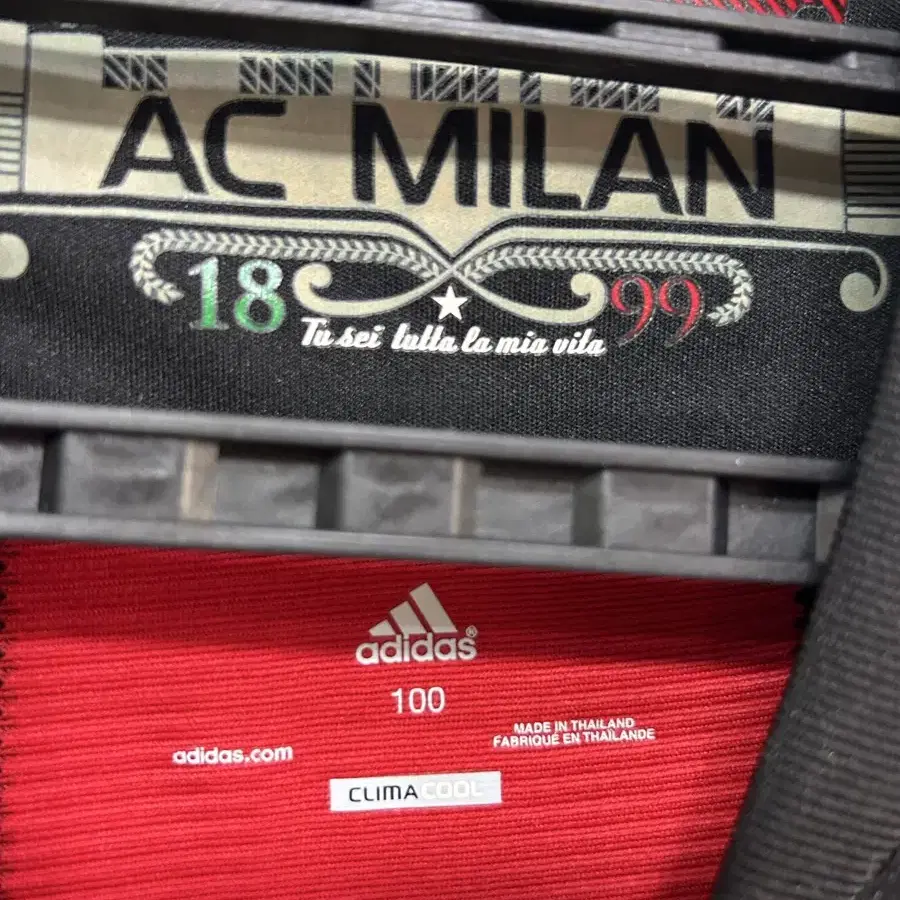 AC MILAN
18 99
Tu sei tutta la mia vita
adidas®
100
MADE IN THAILAND
FABRIQUÉ EN THAÏLANDE
adidas.com
CLIMACOOL